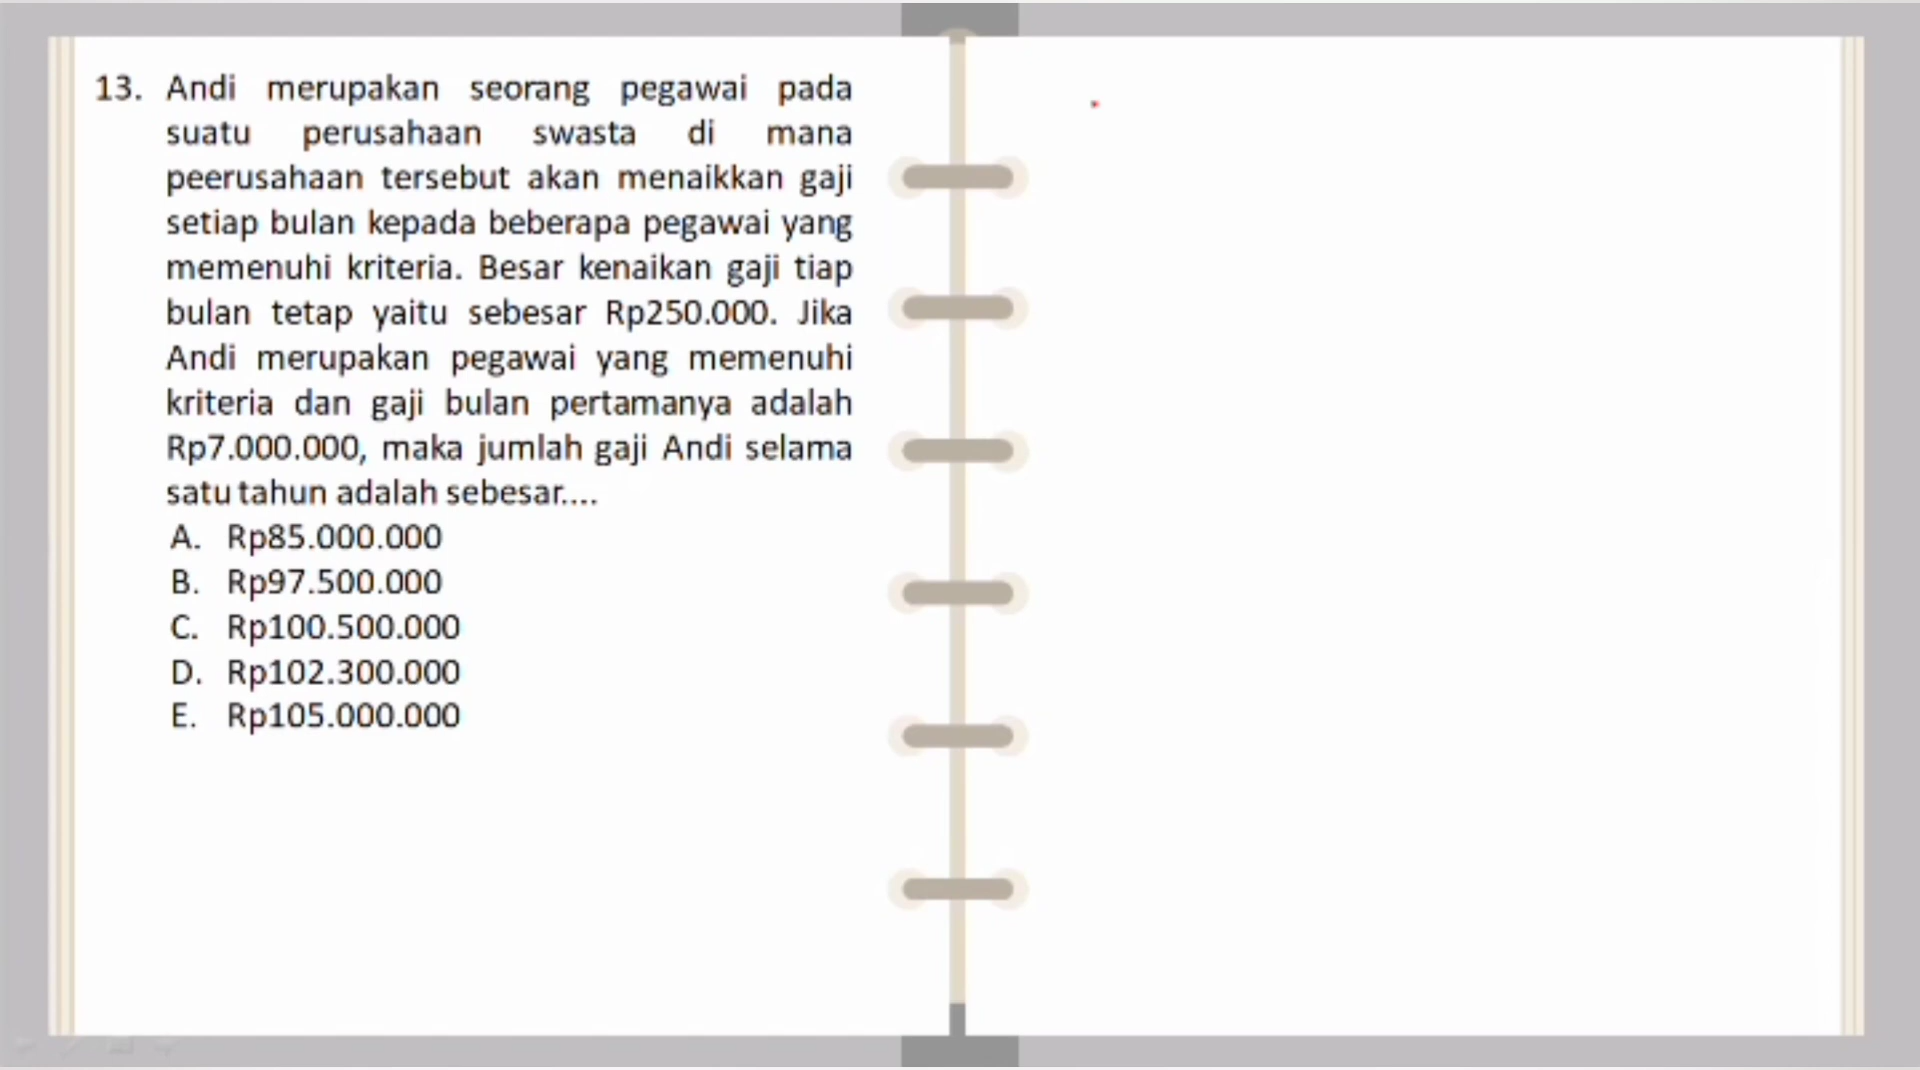 13. Andi merupakan seorang pegawai pada
suatu perusahaan swasta di mana
peerusahaan tersebut akan menaikkan gaji
setiap bulan kepada beberapa pegawai yang
memenuhi kriteria. Besar kenaikan gaji tiap
bulan tetap yaitu sebesar Rp250.000. Jika
Andi merupakan pegawai yang memenuhi
kriteria dan gaji bulan pertamanya adalah
Rp7.000.000, maka jumlah gaji Andi selama
satu tahun adalah sebesar....
A. Rp85.000.000
B. Rp97.500.000
C. Rp100.500.000
D. Rp102.300.000
E. Rp105.000.000